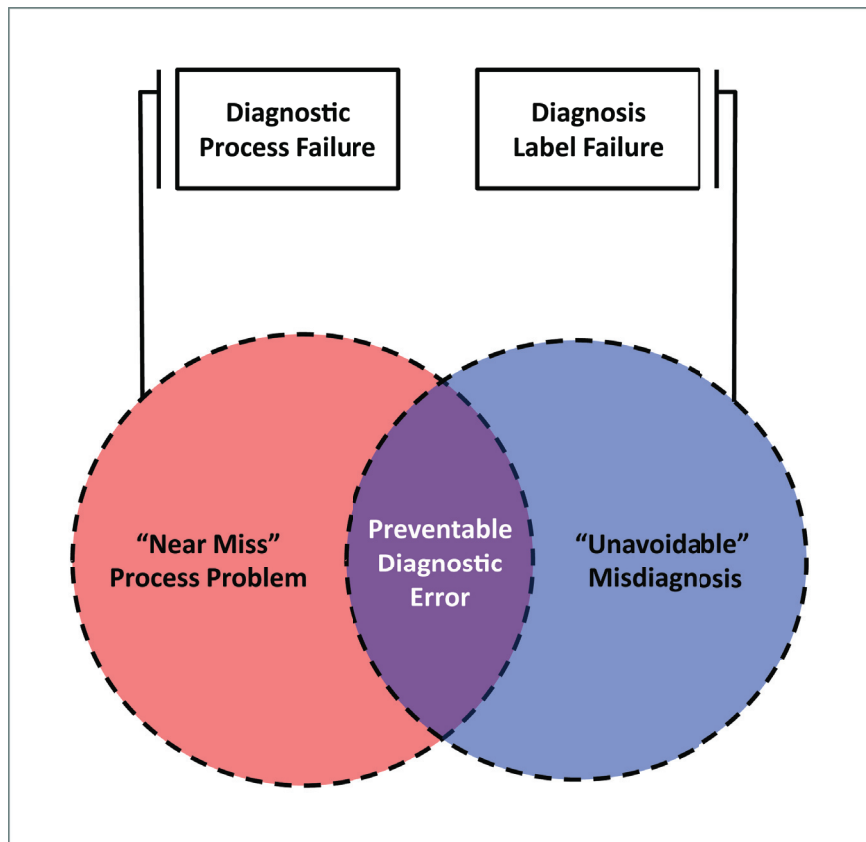 Diagnostic
Process Failure
Diagnosis
Label Failure
“Near Miss”
Process Problem
Preventable
Diagnostic
Error
“Unavoidable”
Misdiagnosis